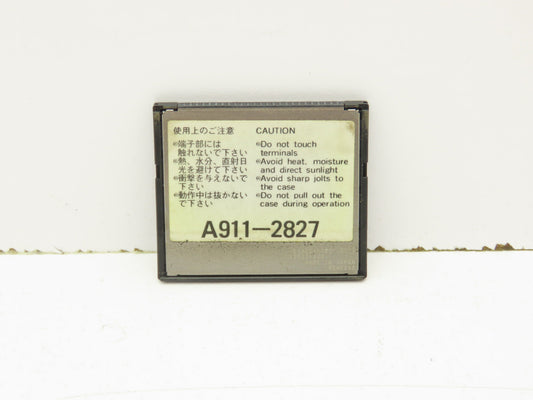 使用上のご注意
◎端子部には
触れないで下さい
◎熱、水分、直射日
光を避けて下さい
◎衝撃を与えないで
下さい
◎動作中は抜かない
で下さい
CAUTION
◎Do not touch
terminals
◎Avoid heat, moisture
and direct sunlight
◎Avoid sharp jolts to
the case
◎Do not pull out the
case during operation
A911-2827